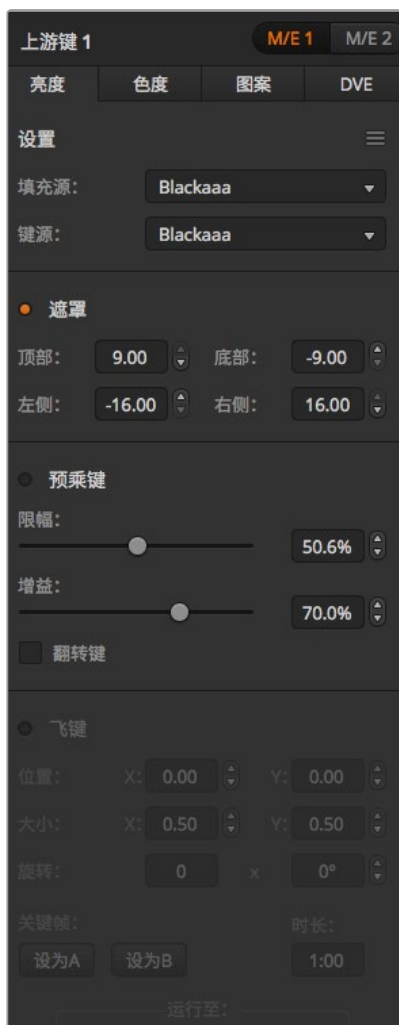 上游键 1 M/E 1 M/E 2
亮度 色度 图案 DVE
设置
填充源： Blackaaa
键源： Blackaaa
遮罩
顶部： 9.00 底部： -9.00
左侧： -16.00 右侧： 16.00
预乘键
限幅：
50.6%
增益：
70.0%
翻转键
飞键
位置： X: 0.00 Y: 0.00
大小： X: 0.50 Y: 0.50
旋转： 0 x 0°
关键帧： 时长：
设为A 设为B 1:00
运行至：